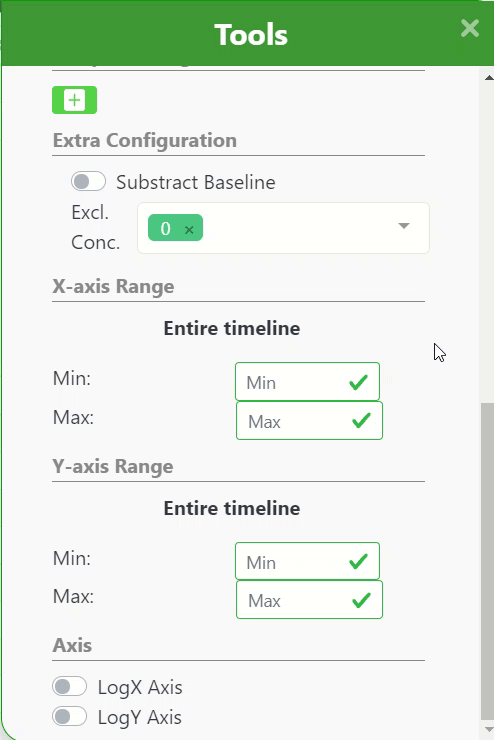 Tools
Extra Configuration
Substract Baseline
Excl.
Conc.
0 ×
X-axis Range
Entire timeline
Min:
Min
Max:
Max
Y-axis Range
Entire timeline
Min:
Min
Max:
Max
Axis
LogX Axis
LogY Axis